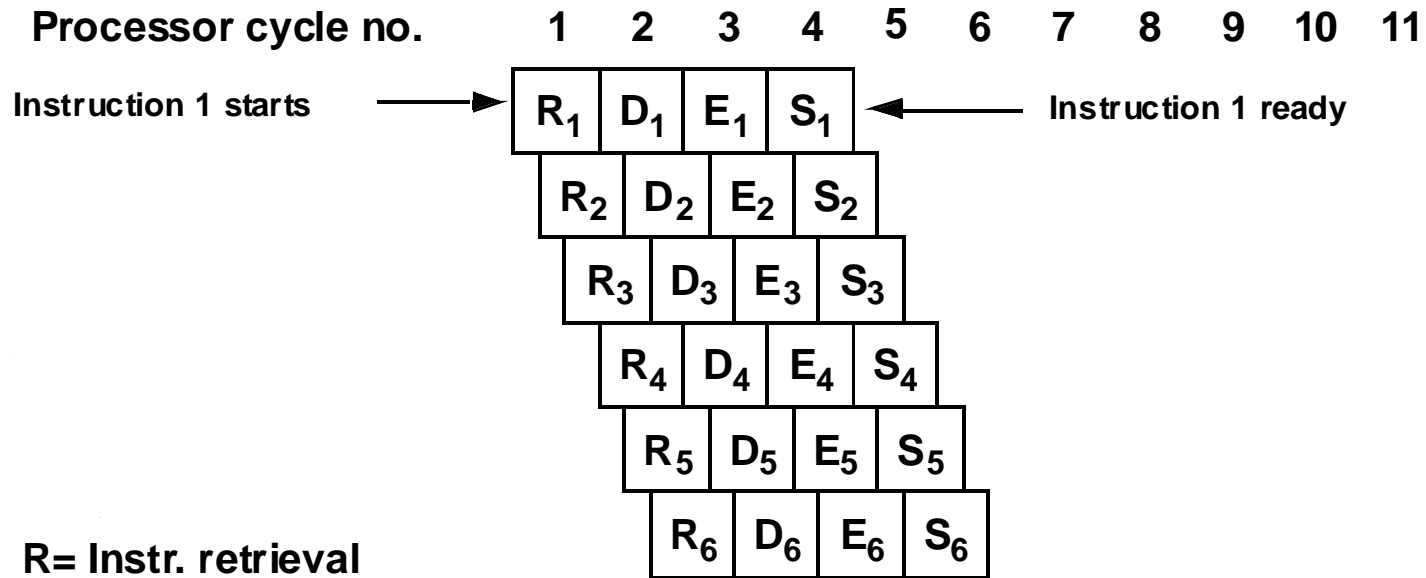 Processor cycle no. 1 2 3 4 5 6 7 8 9 10 11
Instruction 1 starts R1 D1 E1 S1 Instruction 1 ready
R2 D2 E2 S2
R3 D3 E3 S3
R4 D4 E4 S4
R5 D5 E5 S5
R6 D6 E6 S6
R= Instr. retrieval